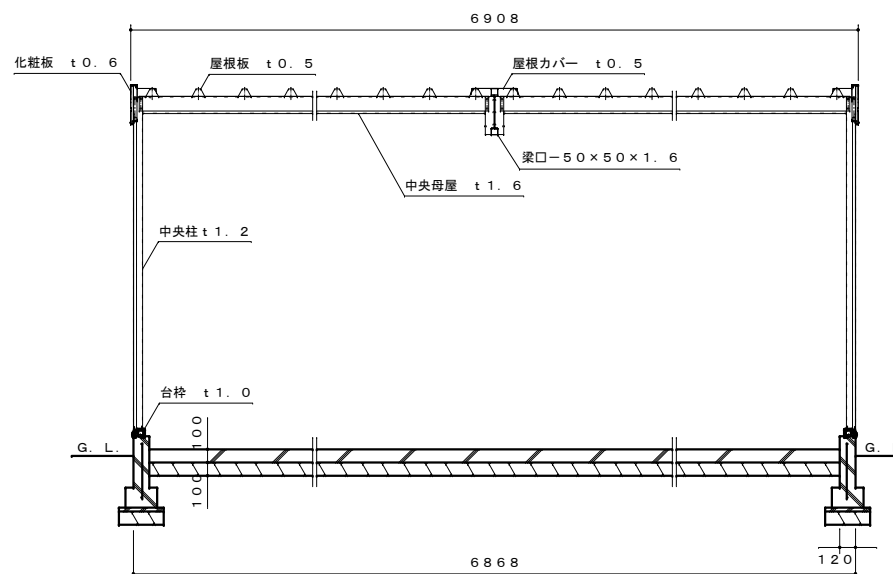 6908
化粧板 t0.6
屋根板 t0.5
屋根カバー t0.5
梁口-50×50×1.6
中央母屋 t1.6
中央柱t1.2
台枠 t1.0
G.L.
100
100
G.
120
6868